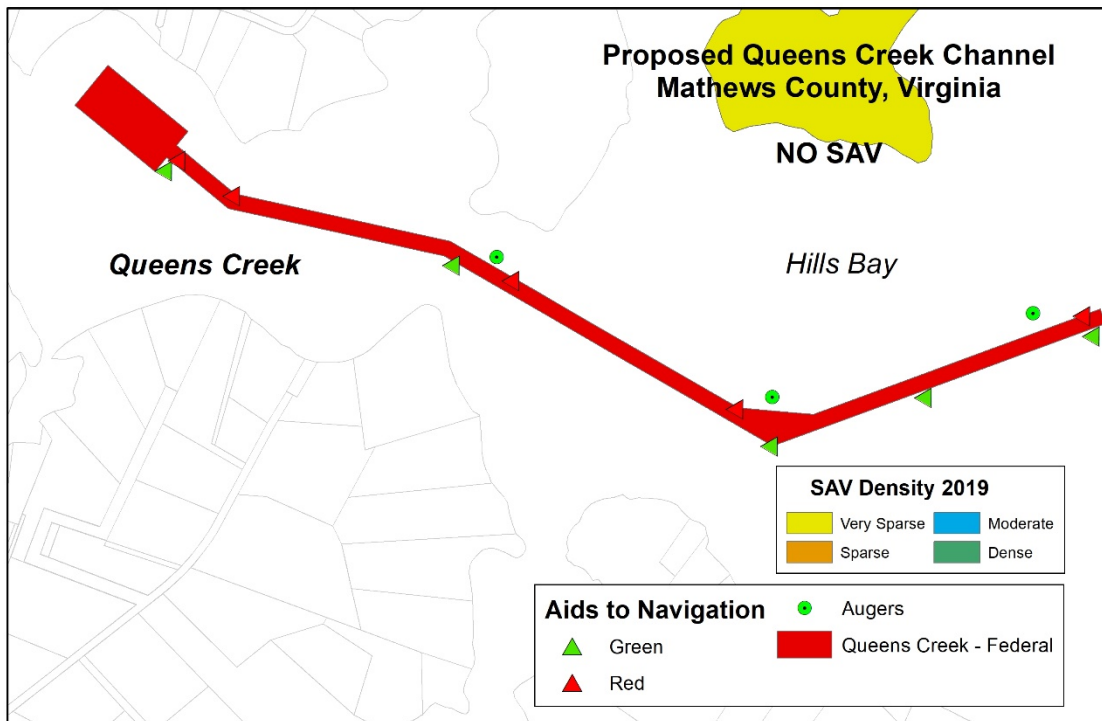 Proposed Queens Creek Channel
Mathews County, Virginia
NO SAV
Queens Creek
Hills Bay
SAV Density 2019
Very Sparse
Moderate
Sparse
Dense
Aids to Navigation
Augers
Green
Queens Creek - Federal
Red